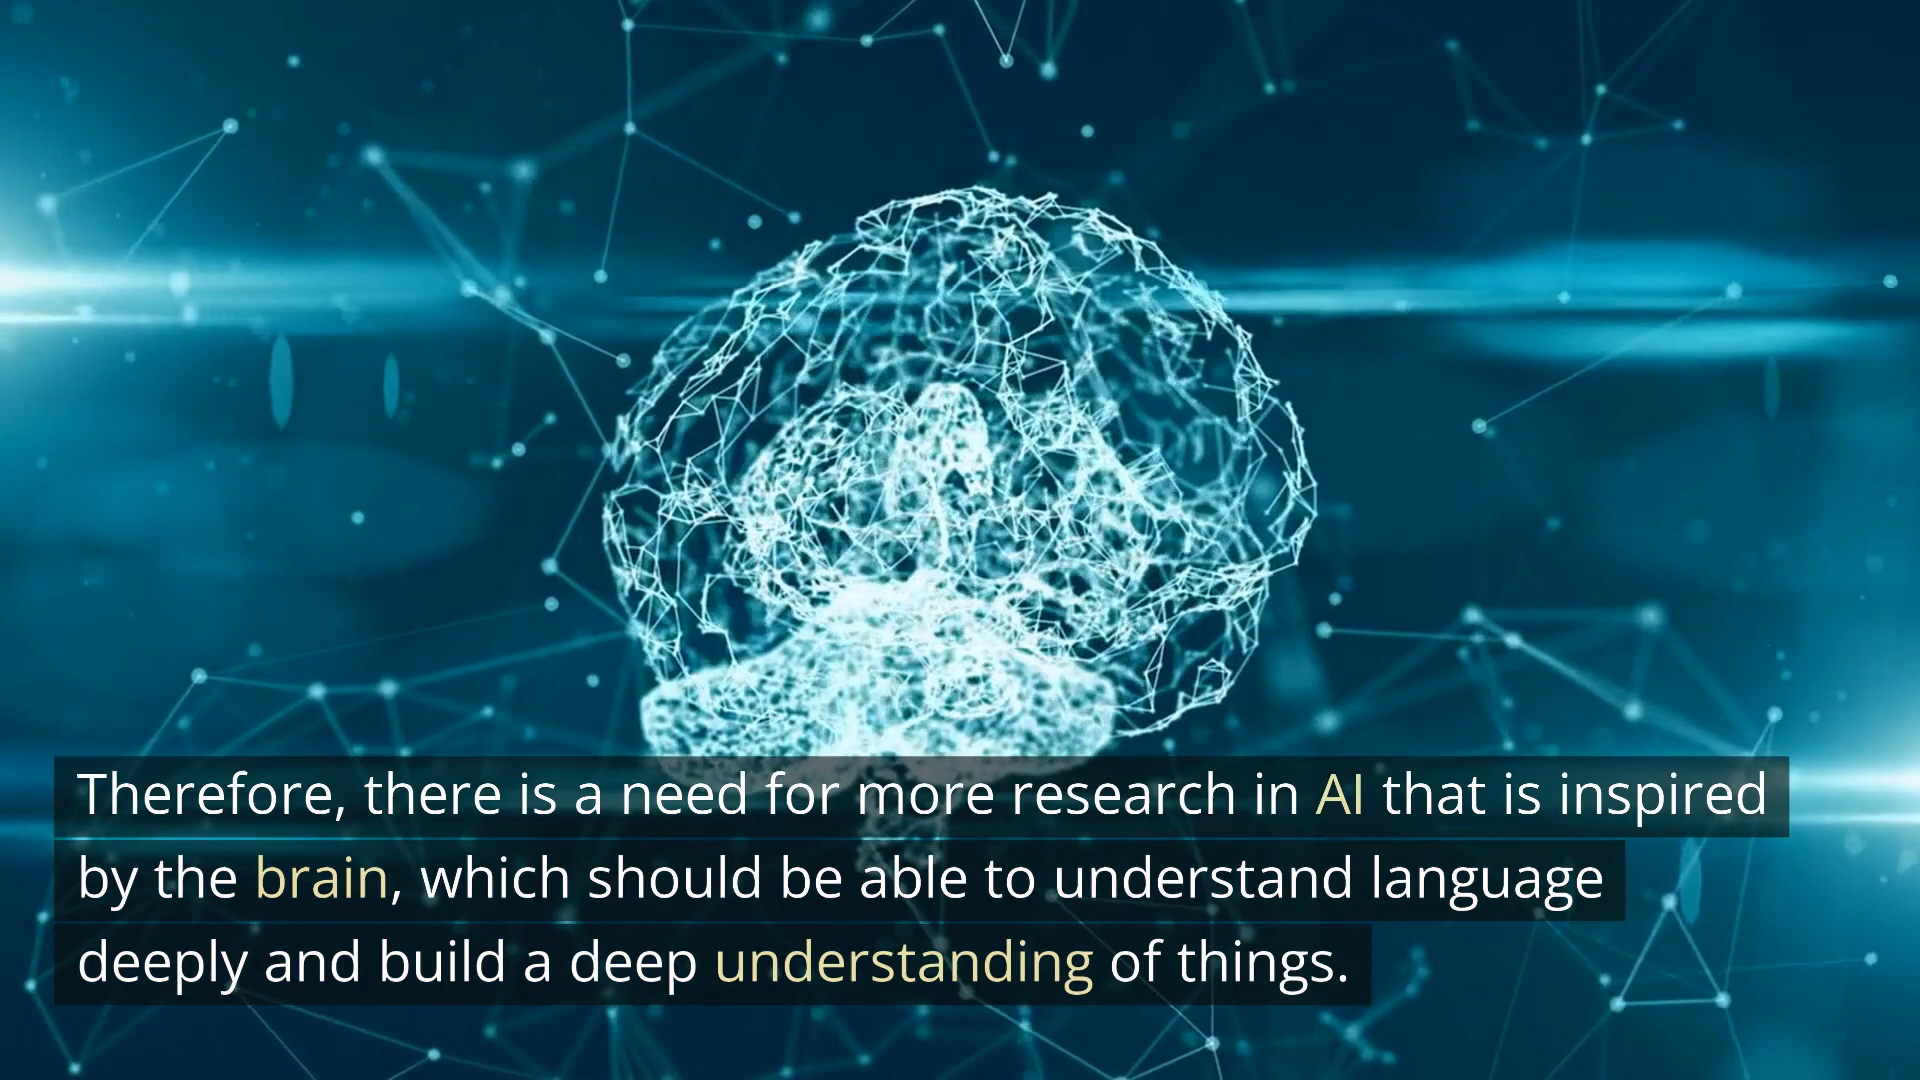 Therefore, there is a need for more research in AI that is inspired
by the brain, which should be able to understand language
deeply and build a deep understanding of things.